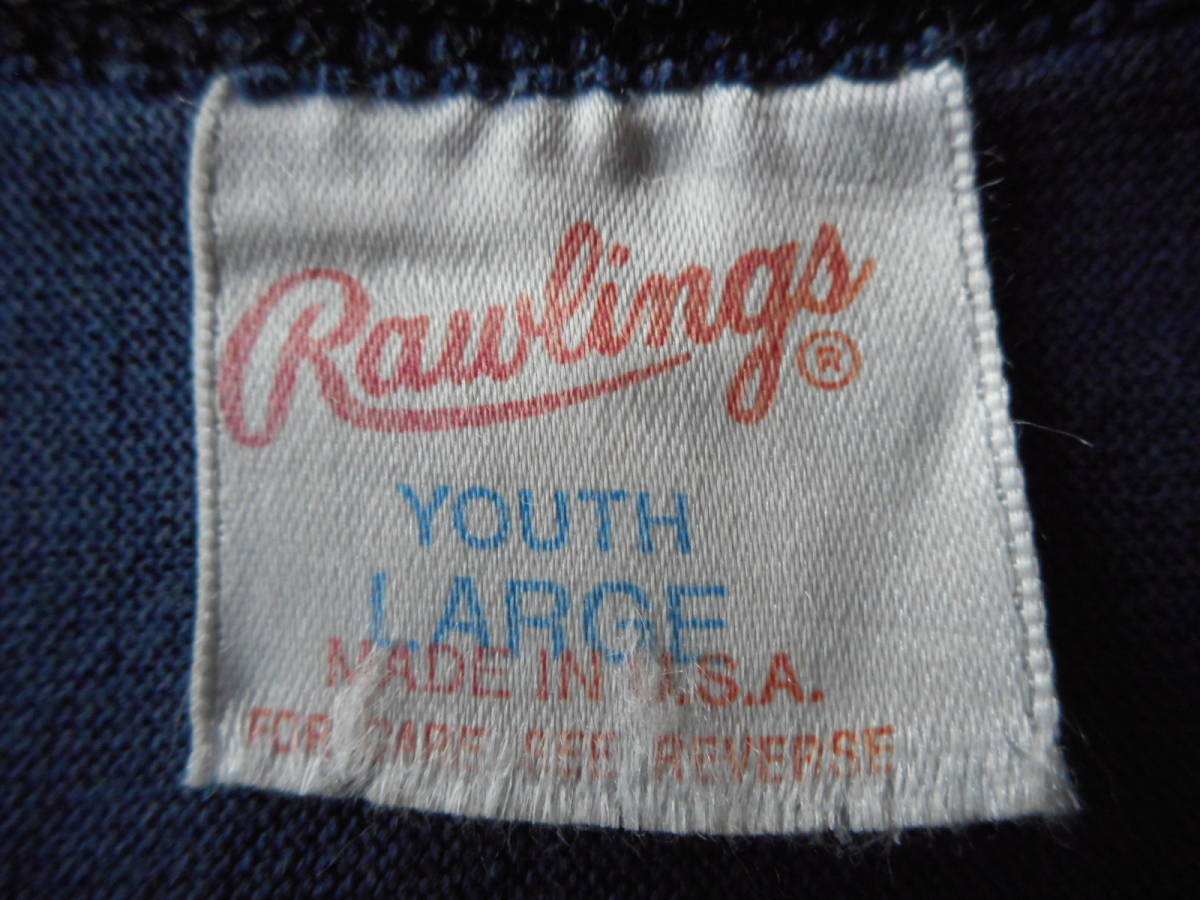 Rawlings®
YOUTH
LARGE
MADE IN U.S.A.
FOR CARE SEE REVERSE